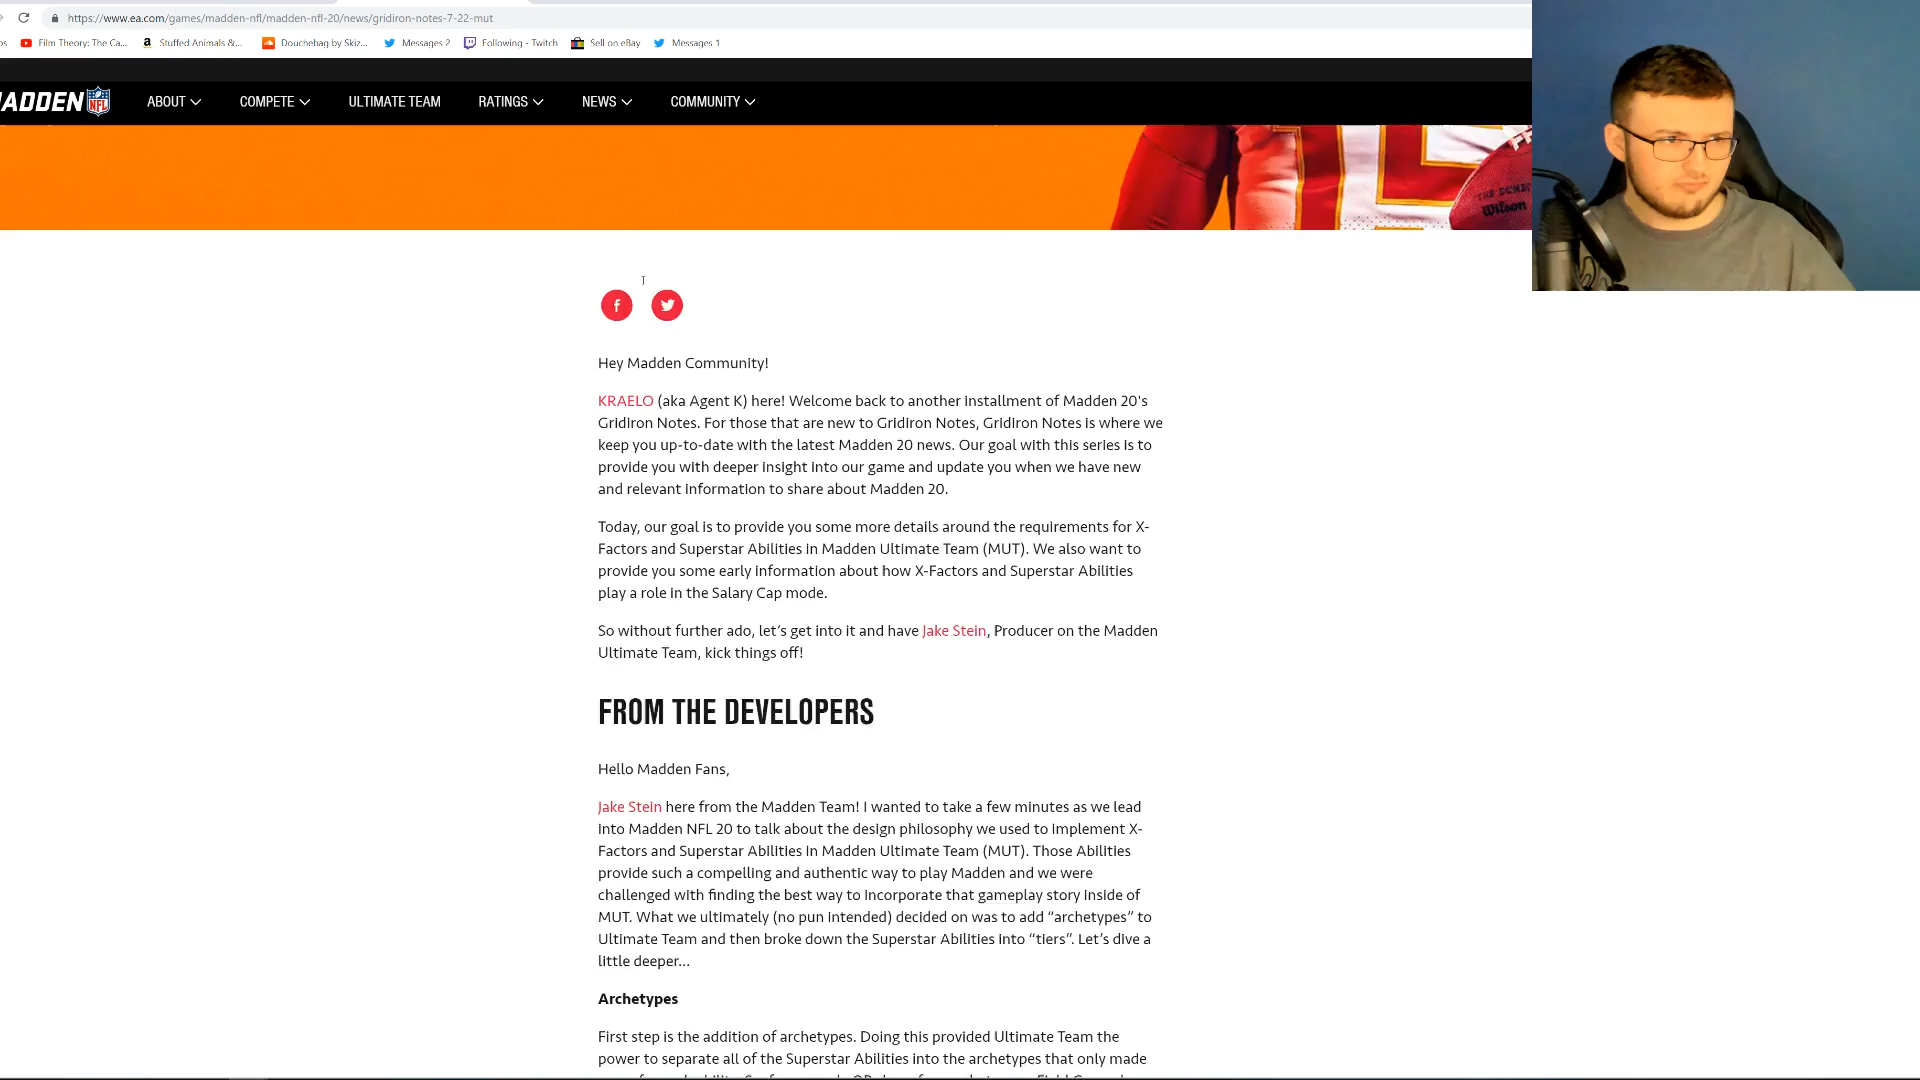 https://www.ea.com/games/madden-nfl/madden-nfl-20/news/gridiron-notes-7-22-mut
Film Theory: The Ca... Stuffed Animals &... Douchebag by Skiz... Messages 2 Following - Twitch Sell on eBay Messages 1
MADDEN NFL ABOUT COMPETE ULTIMATE TEAM RATINGS NEWS COMMUNITY
Wilson
Hey Madden Community!
KRAELO (aka Agent K) here! Welcome back to another installment of Madden 20's
Gridiron Notes. For those that are new to Gridiron Notes, Gridiron Notes is where we
keep you up-to-date with the latest Madden 20 news. Our goal with this series is to
provide you with deeper insight into our game and update you when we have new
and relevant information to share about Madden 20.
Today, our goal is to provide you some more details around the requirements for X-
Factors and Superstar Abilities in Madden Ultimate Team (MUT). We also want to
provide you some early information about how X-Factors and Superstar Abilities
play a role in the Salary Cap mode.
So without further ado, let’s get into it and have Jake Stein, Producer on the Madden
Ultimate Team, kick things off!
FROM THE DEVELOPERS
Hello Madden Fans,
Jake Stein here from the Madden Team! I wanted to take a few minutes as we lead
into Madden NFL 20 to talk about the design philosophy we used to implement X-
Factors and Superstar Abilities in Madden Ultimate Team (MUT). Those Abilities
provide such a compelling and authentic way to play Madden and we were
challenged with finding the best way to incorporate that gameplay story inside of
MUT. What we ultimately (no pun intended) decided on was to add “archetypes” to
Ultimate Team and then broke down the Superstar Abilities into “tiers”. Let’s dive a
little deeper...
Archetypes
First step is the addition of archetypes. Doing this provided Ultimate Team the
power to separate all of the Superstar Abilities into the archetypes that only made